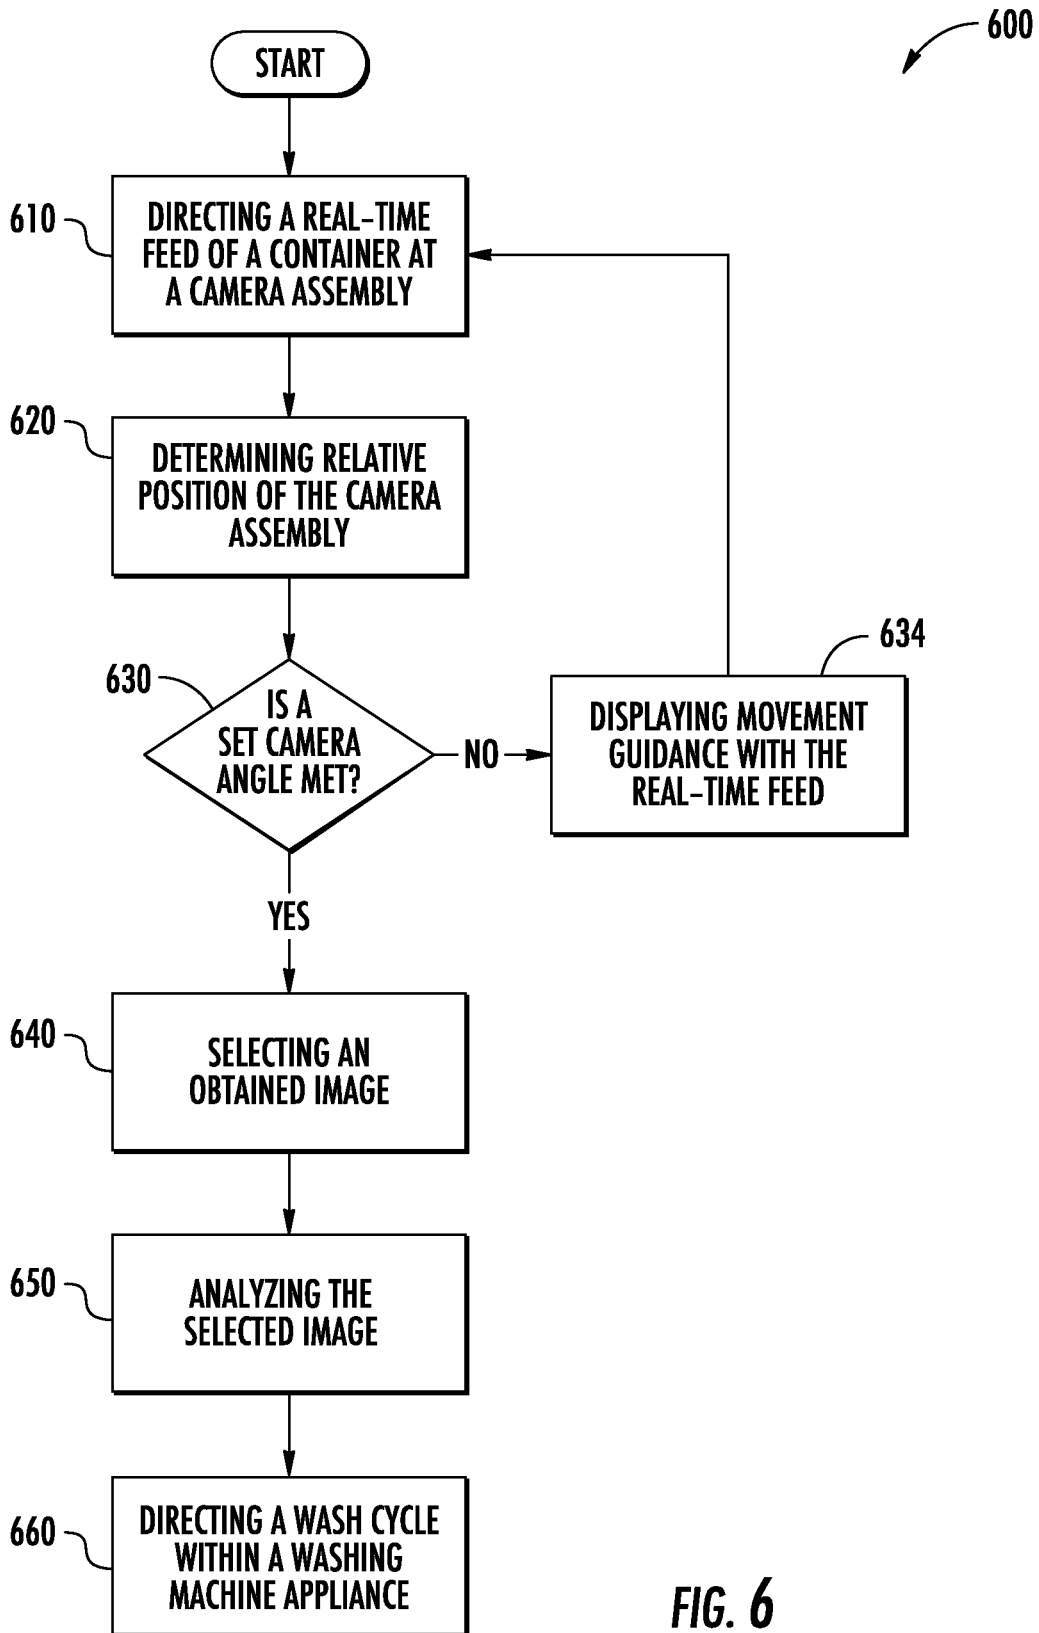 600
START
610
DIRECTING A REAL-TIME
FEED OF A CONTAINER AT
A CAMERA ASSEMBLY
620
DETERMINING RELATIVE
POSITION OF THE CAMERA
ASSEMBLY
630
IS A
SET CAMERA
ANGLE MET?
NO
634
DISPLAYING MOVEMENT
GUIDANCE WITH THE
REAL-TIME FEED
YES
640
SELECTING AN
OBTAINED IMAGE
650
ANALYZING THE
SELECTED IMAGE
660
DIRECTING A WASH CYCLE
WITHIN A WASHING
MACHINE APPLIANCE
FIG. 6